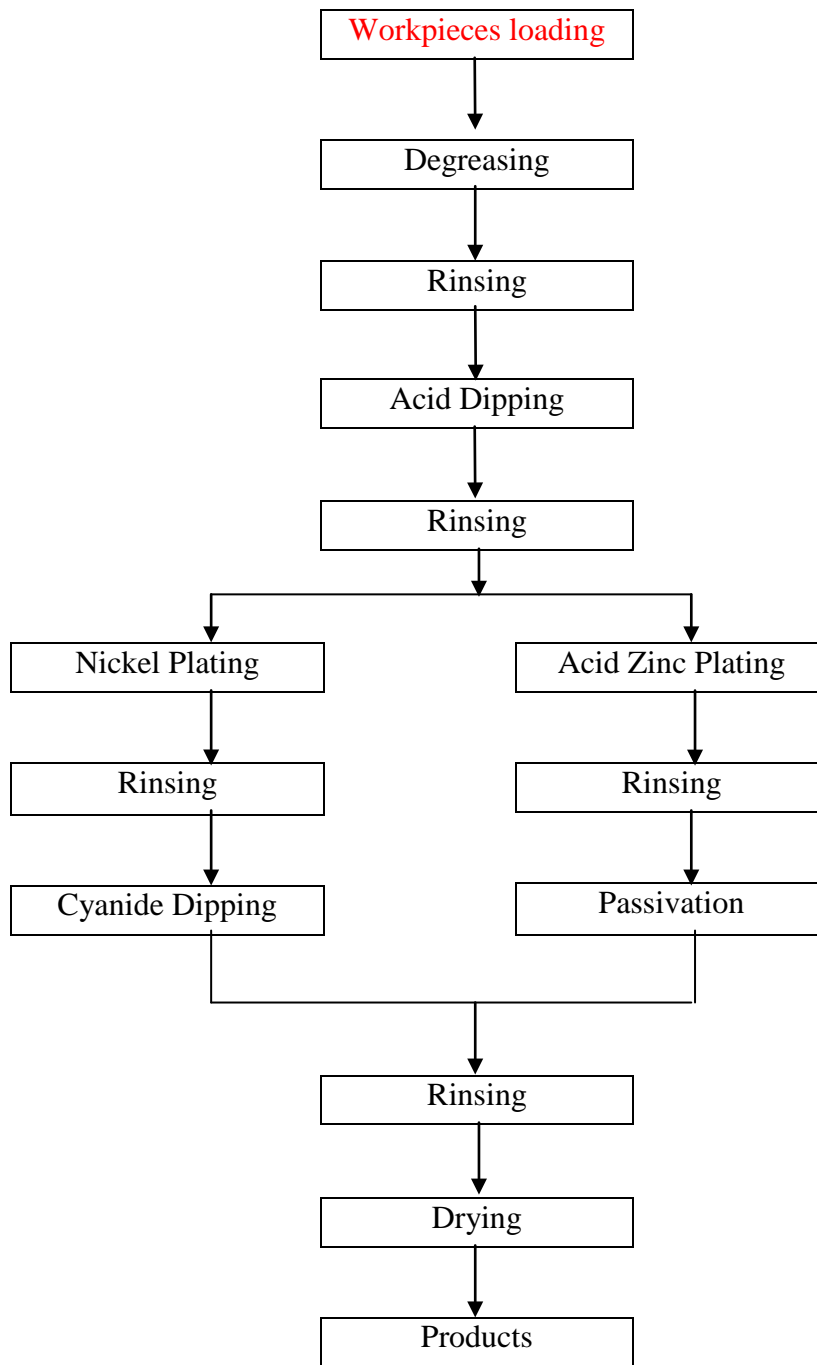 Workpieces loading
Degreasing
Rinsing
Acid Dipping
Rinsing
Nickel Plating
Acid Zinc Plating
Rinsing
Rinsing
Cyanide Dipping
Passivation
Rinsing
Drying
Products